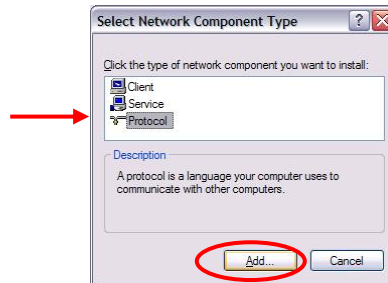 Select Network Component Type
Click the type of network component you want to install:
Client
Service
Protocol
Description
A protocol is a language your computer uses to
communicate with other computers.
Add...
Cancel